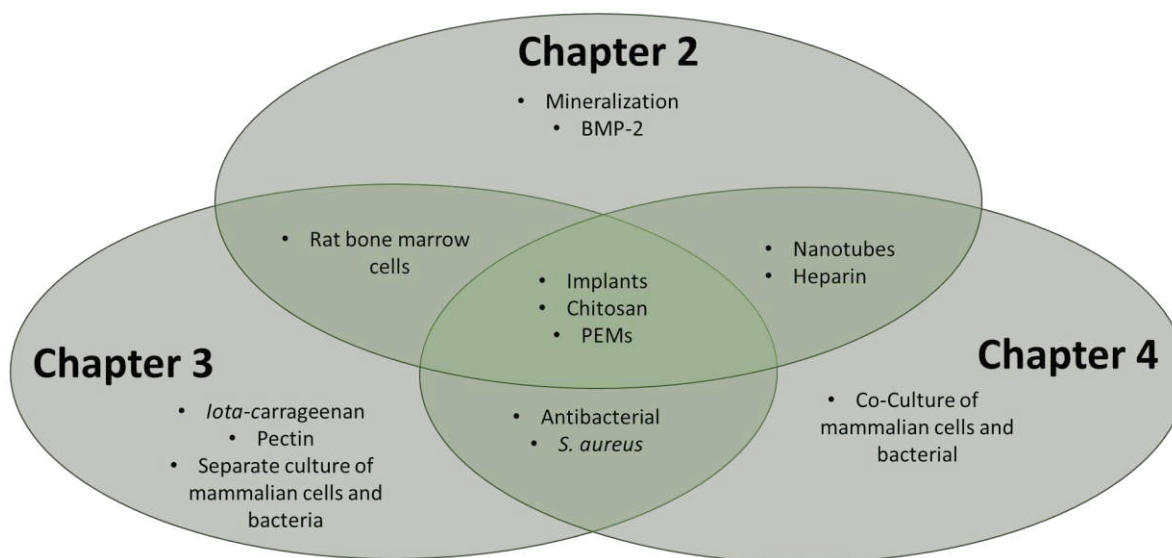 Chapter 2
• Mineralization
• BMP-2
• Rat bone marrow
cells
• Implants
• Chitosan
• PEMs
• Nanotubes
• Heparin
Chapter 3
• Iota-carrageenan
• Pectin
• Separate culture of
mammalian cells and
bacteria
• Antibacterial
• S. aureus
Chapter 4
• Co-Culture of
mammalian cells and
bacterial